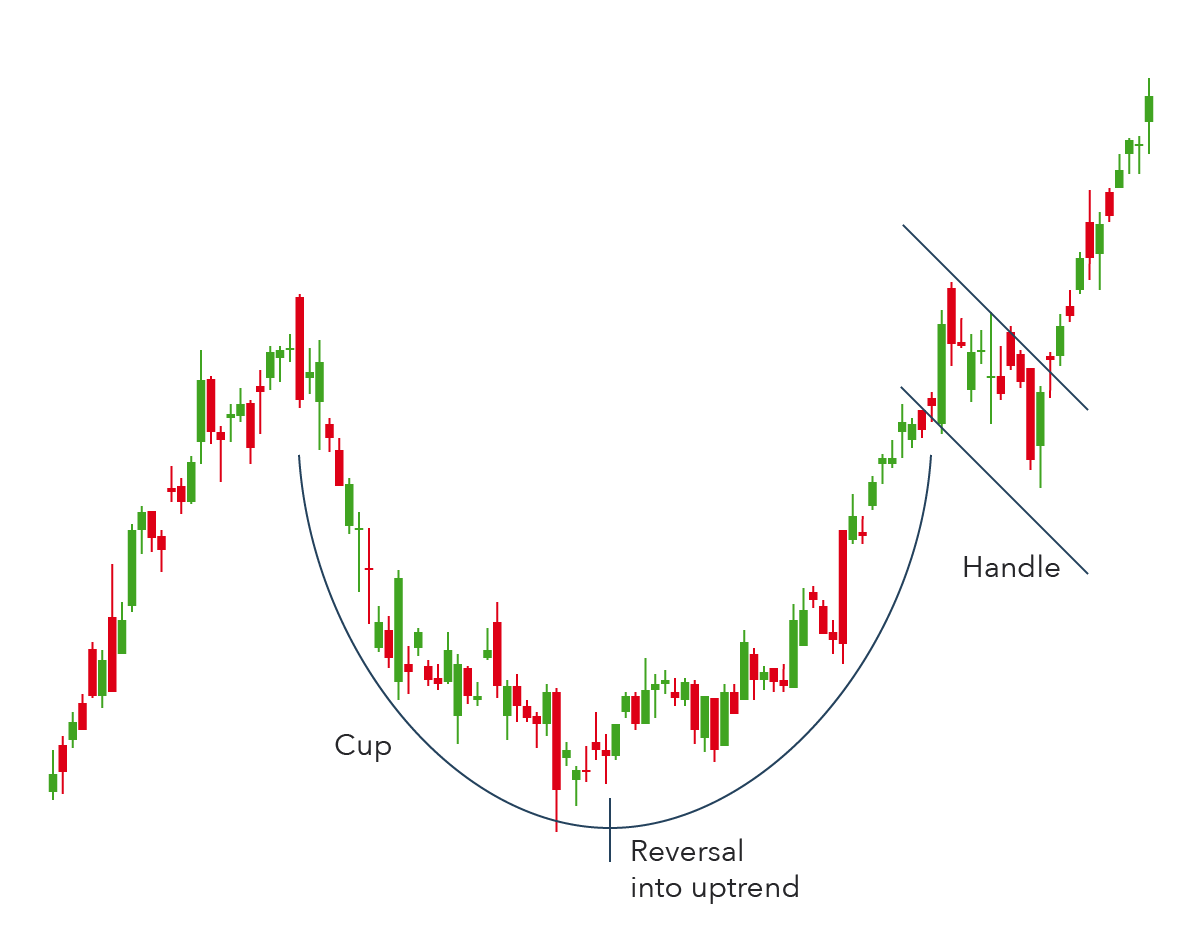 Handle
Cup
Reversal
into uptrend